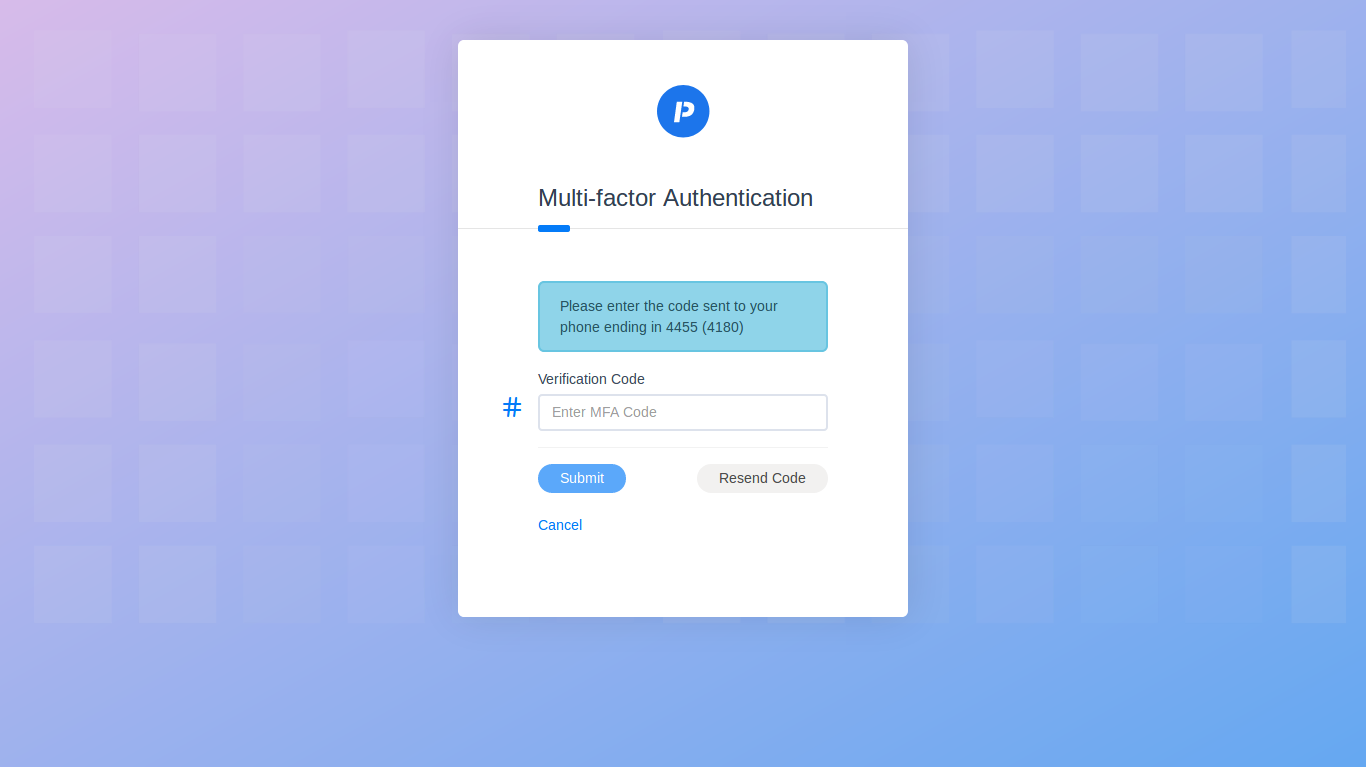 P
Multi-factor Authentication
Please enter the code sent to your
phone ending in 4455 (4180)
Verification Code
#
Enter MFA Code
Submit
Resend Code
Cancel